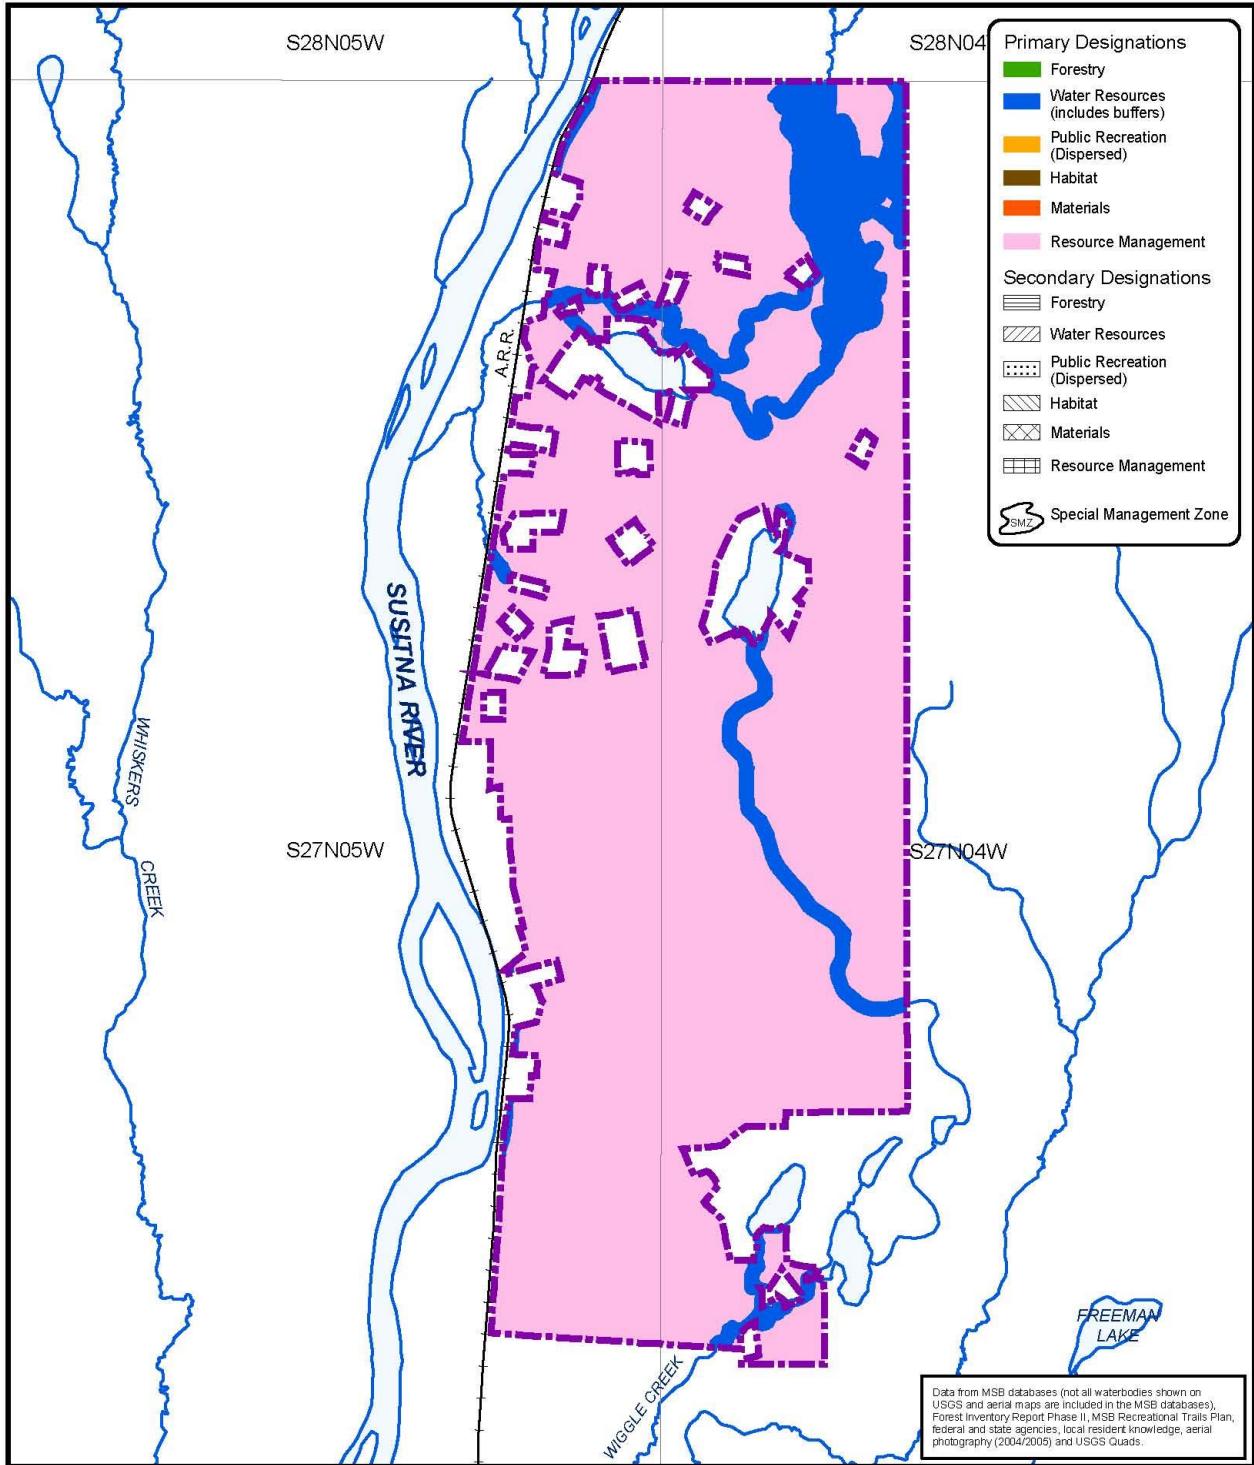 S28N05W
S28N04
Primary Designations
Forestry
Water Resources
(includes buffers)
Public Recreation
(Dispersed)
Habitat
Materials
Resource Management
Secondary Designations
Forestry
Water Resources
Public Recreation
(Dispersed)
Habitat
Materials
Resource Management
SMZ
Special Management Zone
A.R.R.
SUSITNA RIVER
WHISKERS
CREEK
S27N05W
S27N04W
FREEMAN
LAKE
WIGGLE CREEK
Data from MSB databases (not all waterbodies shown on
USGS and aerial maps are included in the MSB databases),
Forest Inventory Report Phase II, MSB Recreational Trails Plan,
federal and state agencies, local resident knowledge, aerial
photography (2004/2005) and USGS Quads.